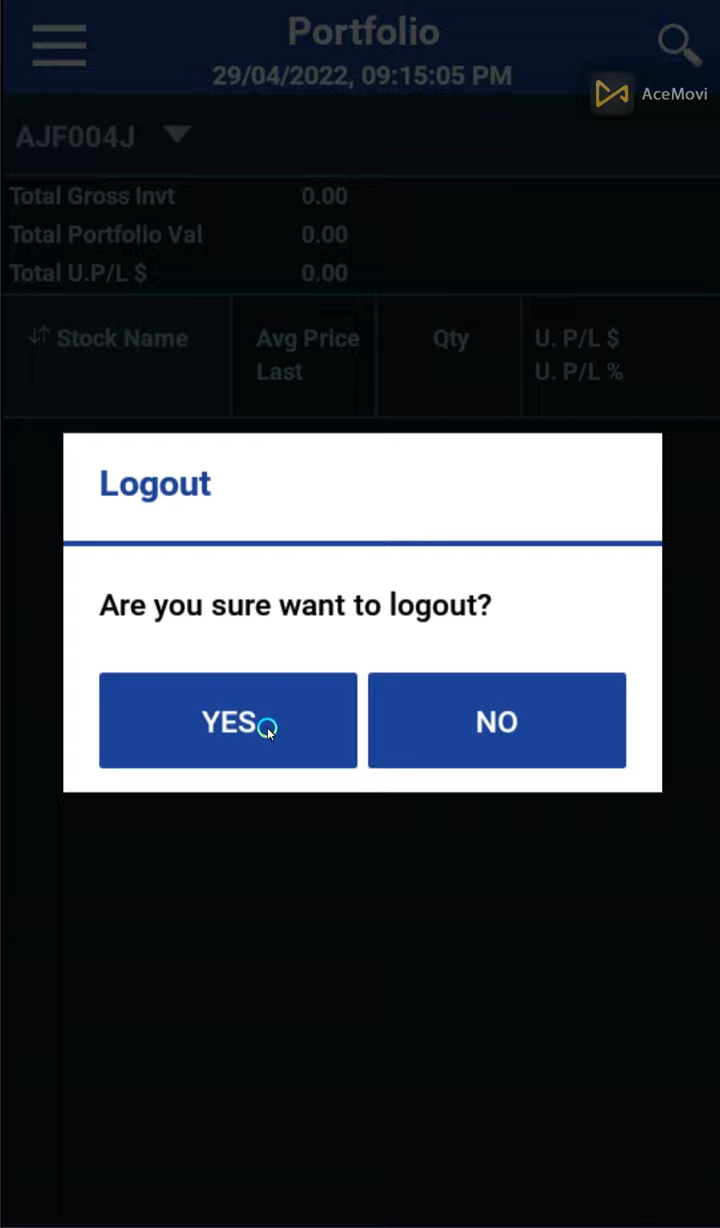 Portfolio
29/04/2022, 09:15:05 PM
AceMovi
AJF004J
Total Gross Invt 0.00
Total Portfolio Val 0.00
Total U.P/L $ 0.00
Stock Name Avg Price Qty U. P/L $
Last U. P/L %
Logout
Are you sure want to logout?
YES NO